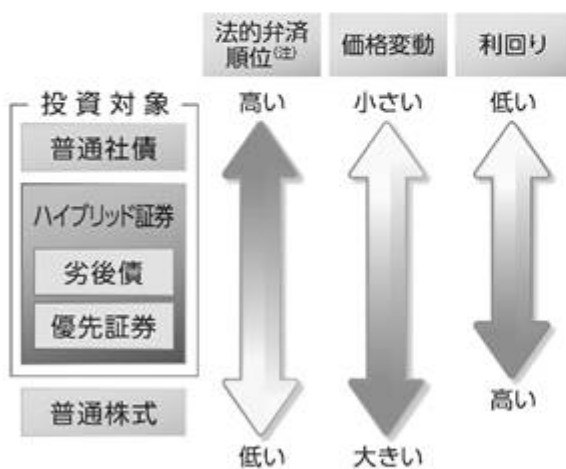 法的弁済
順位(注)
価格変動
利回り
投資対象
高い
小さい
低い
普通社債
ハイブリッド証券
劣後債
優先証券
普通株式
高い
低い
大きい